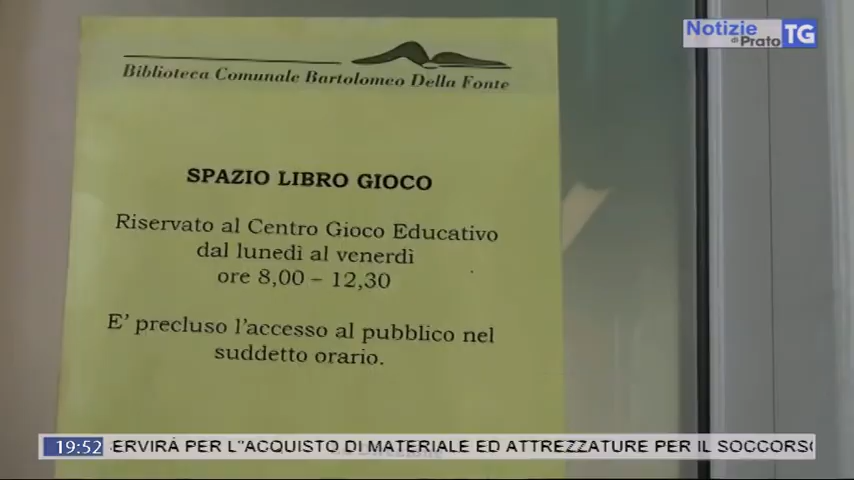 Notizie
di Prato TG
Biblioteca Comunale Bartolomeo Della Fonte
SPAZIO LIBRO GIOCO
Riservato al Centro Gioco Educativo
dal lunedì al venerdì
ore 8,00 – 12,30
E' precluso l'accesso al pubblico nel
suddetto orario.
19:52 ERVIRÀ PER L'ACQUISTO DI MATERIALE ED ATTREZZATURE PER IL SOCCORSO